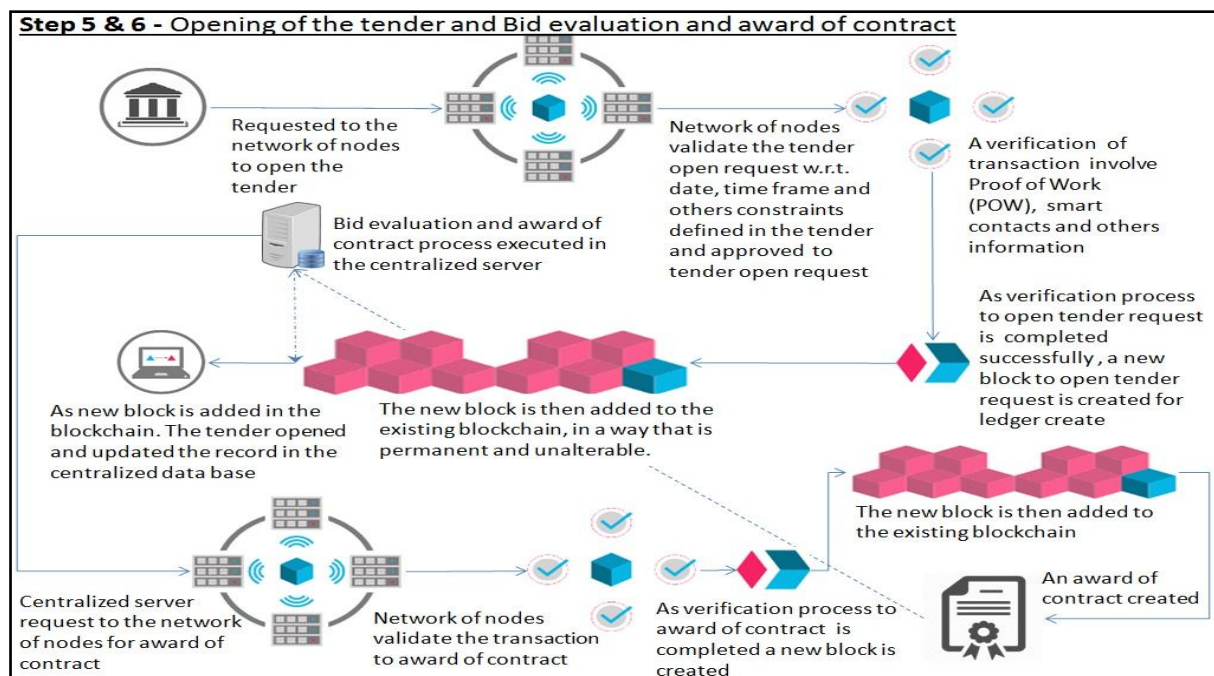 Step 5 & 6 - Opening of the tender and Bid evaluation and award of contract
Requested to the
network of nodes
to open the
tender
Network of nodes
validate the tender
open request w.r.t.
date, time frame and
others constraints
defined in the tender
and approved to
tender open request
A verification of
transaction involve
Proof of Work
(POW), smart
contacts and others
information
Bid evaluation and award of
contract process executed in
the centralized server
As verification process
to open tender request
is completed
successfully , a new
block to open tender
request is created for
ledger create
As new block is added in the
blockchain. The tender opened
and updated the record in the
centralized data base
The new block is then added to the
existing blockchain, in a way that is
permanent and unalterable.
The new block is then added to
the existing blockchain
Centralized server
request to the network
of nodes for award of
contract
Network of nodes
validate the transaction
to award of contract
As verification process to
award of contract is
completed a new block is
created
An award of
contract created